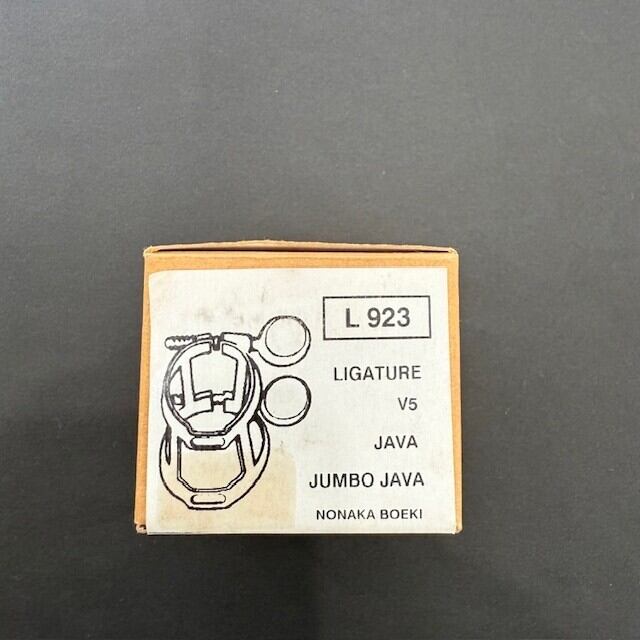 L 923
LIGATURE
V5
JAVA
JUMBO JAVA
NONAKA BOEKI